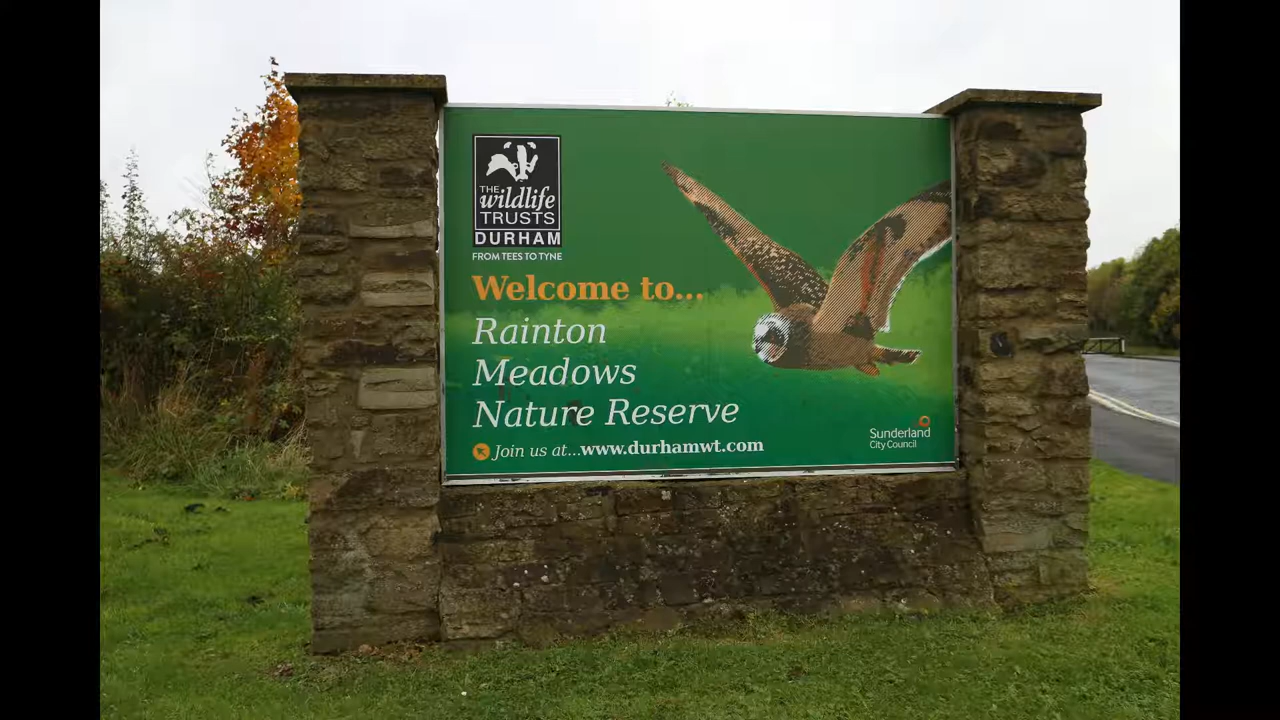 THE
wildlife
TRUSTS
DURHAM
FROM TEES TO TYNE
Welcome to...
Rainton
Meadows
Nature Reserve
Join us at...www.durhamwt.com
Sunderland
City Council